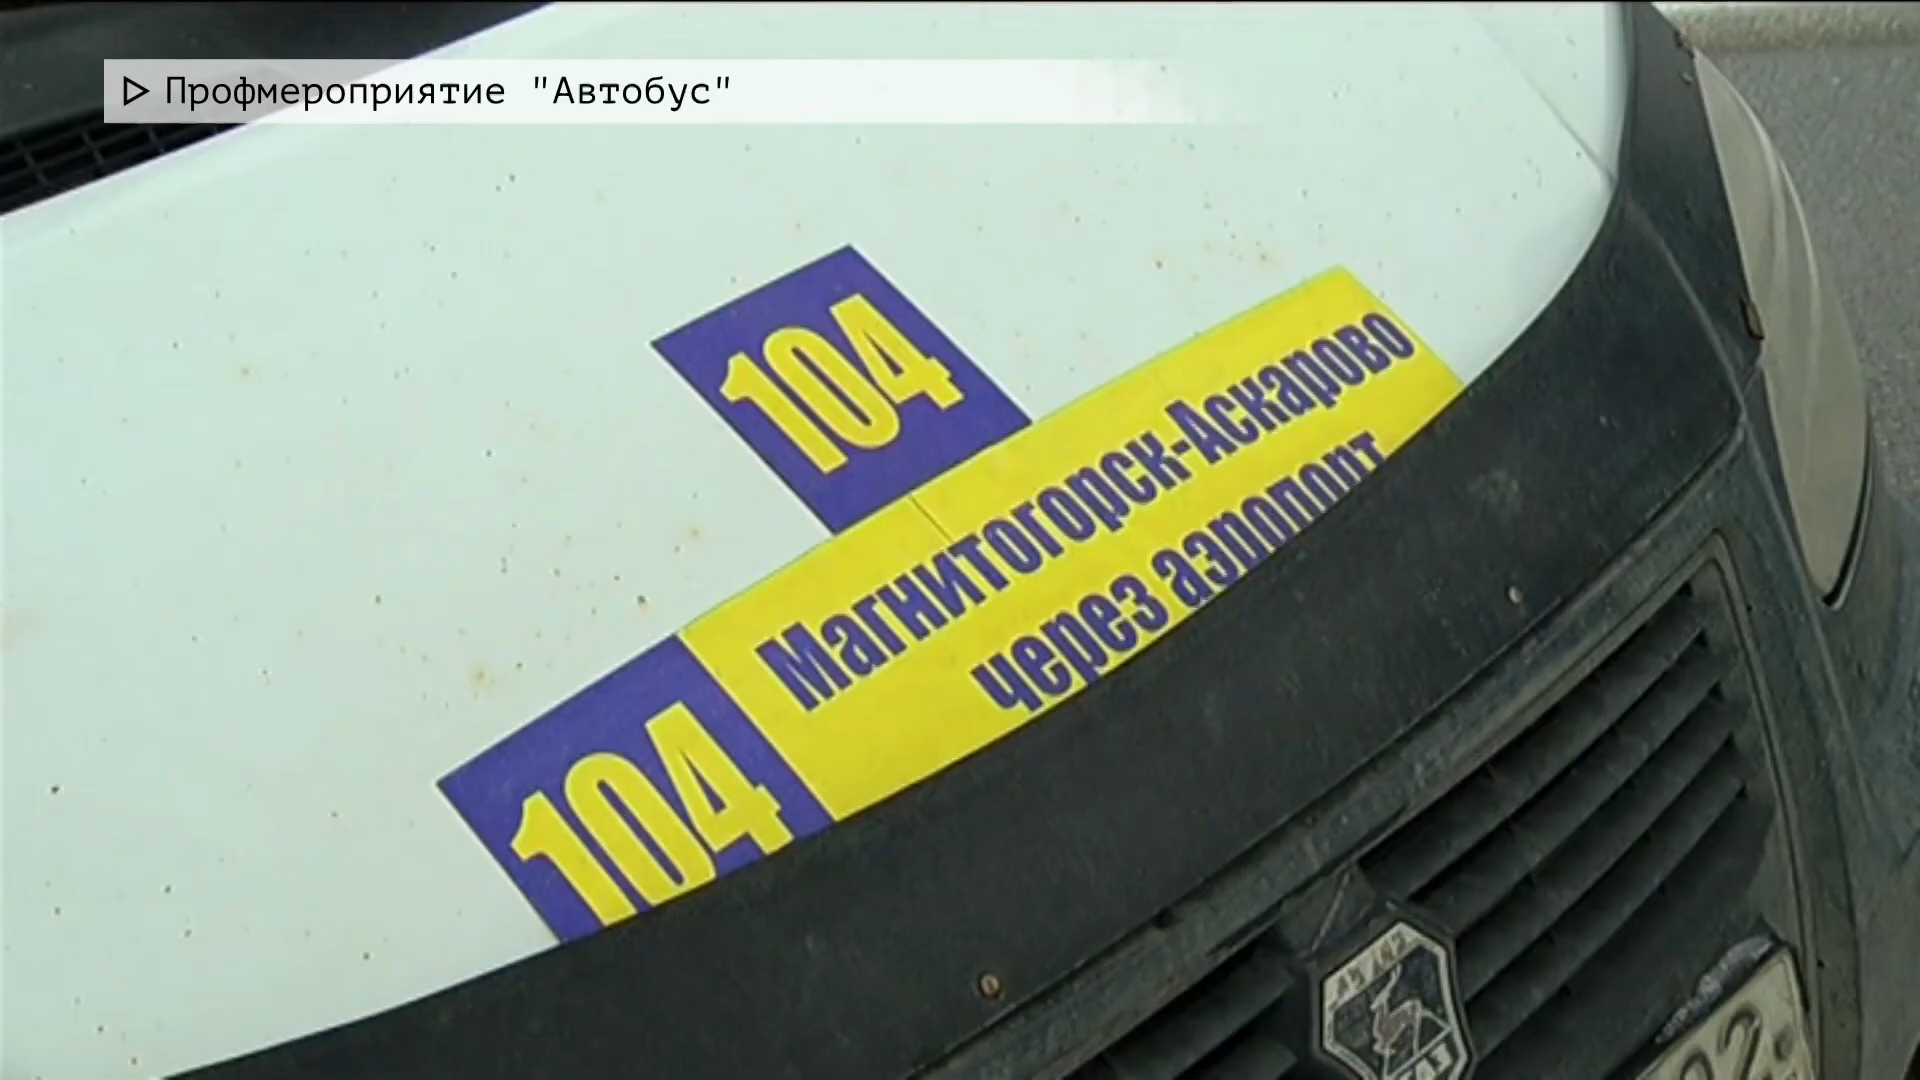 Профмероприятие "Автобус"
104
Магнитогорск-Аскарово
через аэропорт
104